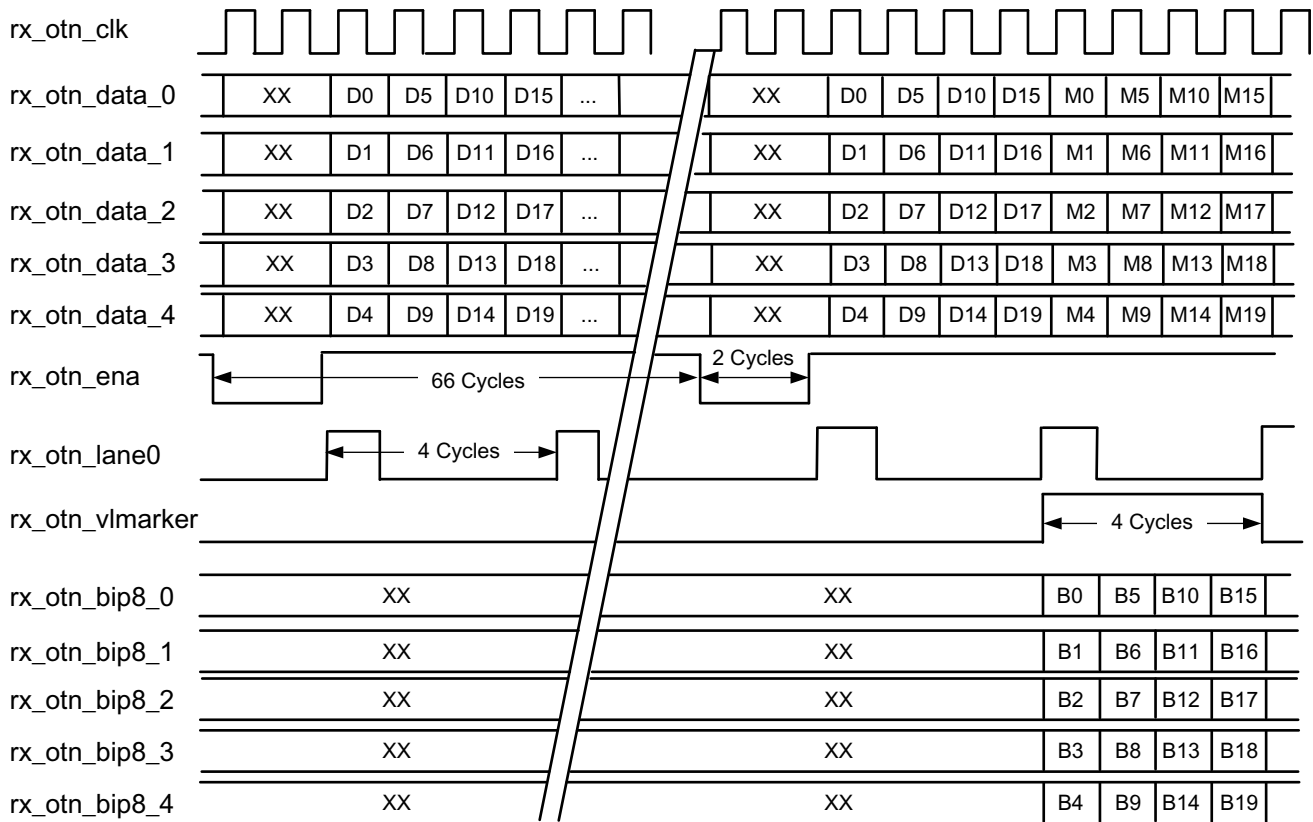 rx_otn_clk
rx_otn_data_0 XX D0 D5 D10 D15 ... XX D0 D5 D10 D15 M0 M5 M10 M15
rx_otn_data_1 XX D1 D6 D11 D16 ... XX D1 D6 D11 D16 M1 M6 M11 M16
rx_otn_data_2 XX D2 D7 D12 D17 ... XX D2 D7 D12 D17 M2 M7 M12 M17
rx_otn_data_3 XX D3 D8 D13 D18 ... XX D3 D8 D13 D18 M3 M8 M13 M18
rx_otn_data_4 XX D4 D9 D14 D19 ... XX D4 D9 D14 D19 M4 M9 M14 M19
rx_otn_ena 66 Cycles 2 Cycles
rx_otn_lane0 4 Cycles
rx_otn_vlmarker 4 Cycles
rx_otn_bip8_0 XX XX B0 B5 B10 B15
rx_otn_bip8_1 XX XX B1 B6 B11 B16
rx_otn_bip8_2 XX XX B2 B7 B12 B17
rx_otn_bip8_3 XX XX B3 B8 B13 B18
rx_otn_bip8_4 XX XX B4 B9 B14 B19